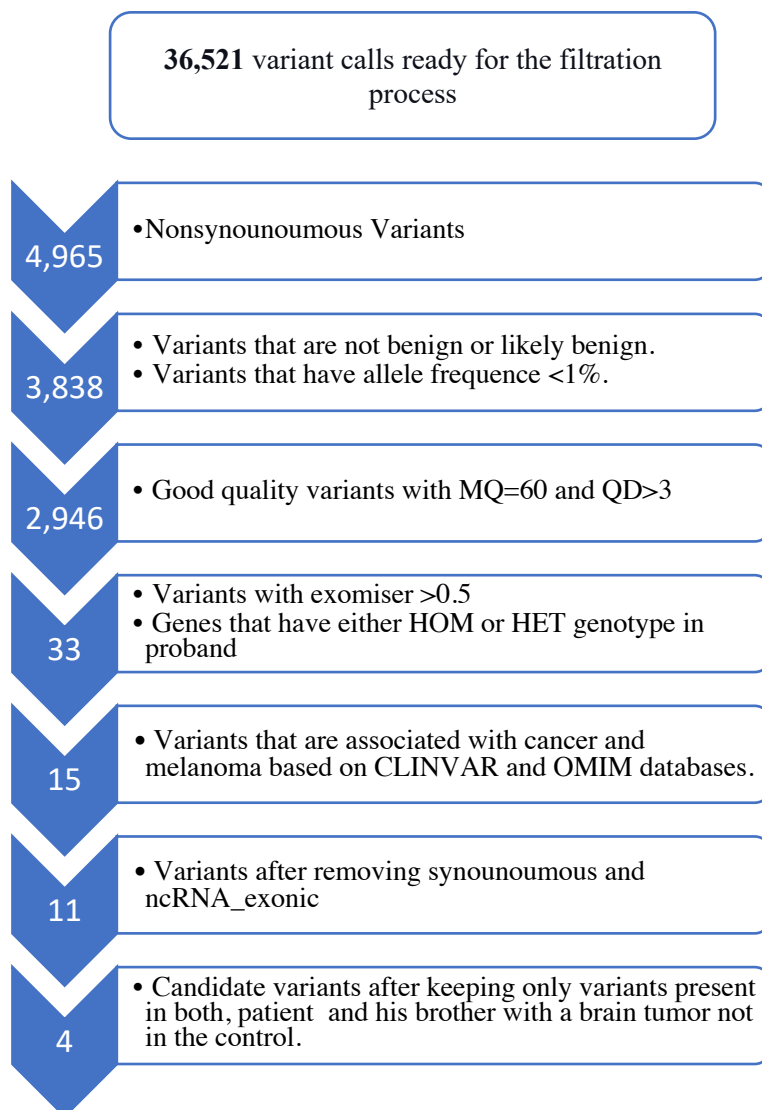 36,521 variant calls ready for the filtration
process
4,965
•Nonsynounoumous Variants
3,838
• Variants that are not benign or likely benign.
• Variants that have allele frequence <1%.
2,946
• Good quality variants with MQ=60 and QD>3
33
• Variants with exomiser >0.5
• Genes that have either HOM or HET genotype in
proband
15
• Variants that are associated with cancer and
melanoma based on CLINVAR and OMIM databases.
11
• Variants after removing synounoumous and
ncRNA_exonic
4
• Candidate variants after keeping only variants present
in both, patient and his brother with a brain tumor not
in the control.